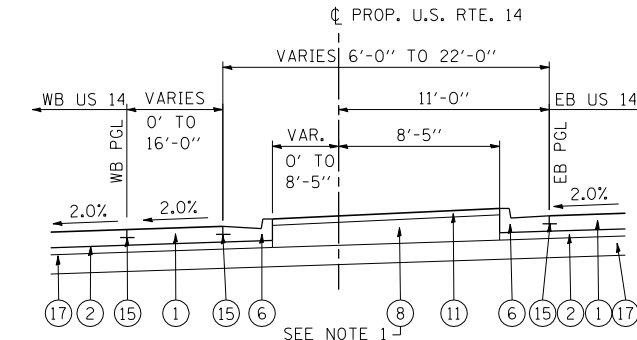 ℄ PROP. U.S. RTE. 14
VARIES 6'-0" TO 22'-0"
WB US 14
VARIES
0' TO
16'-0"
11'-0"
EB US 14
WB PGL
VAR.
0' TO
8'-5"
8'-5"
EB PGL
2.0%
2.0%
2.0%
17
2
15
1
15
6
8
11
6
15
2
1
17
SEE NOTE 1